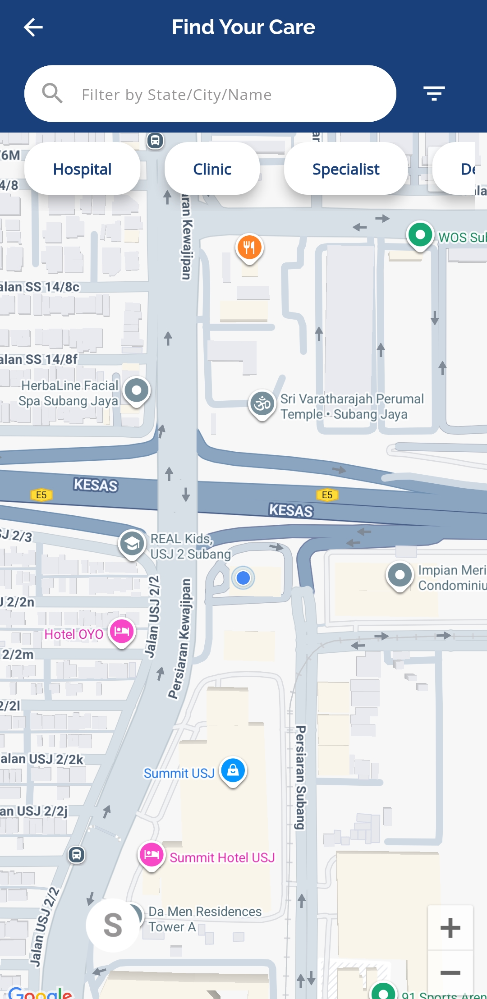 Find Your Care
Filter by State/City/Name
Hospital
Clinic
Specialist
De
/6M
4/8
ala
ran Kewajipan
WOS Sub
alan SS 14/8c
alan SS 14/8f
HerbaLine Facial
Spa Subang Jaya
Sri Varatharajah Perumal
Temple • Subang Jaya
KESAS
E5
E5
KESAS
SJ 2/3
REAL Kids,
USJ 2 Subang
Impian Meri
Condominiu
J 2/2n
Jalan USJ 2/2
Persiaran Kewajipan
Hotel OYO
2/2m
2/2l
Persiaran Subang
alan USJ 2/2k
Summit USJ
an USJ 2/2j
Summit Hotel USJ
Jalan USJ 2/2
S
Da Men Residences
Tower A
+
−
Google
91 Sports Aren